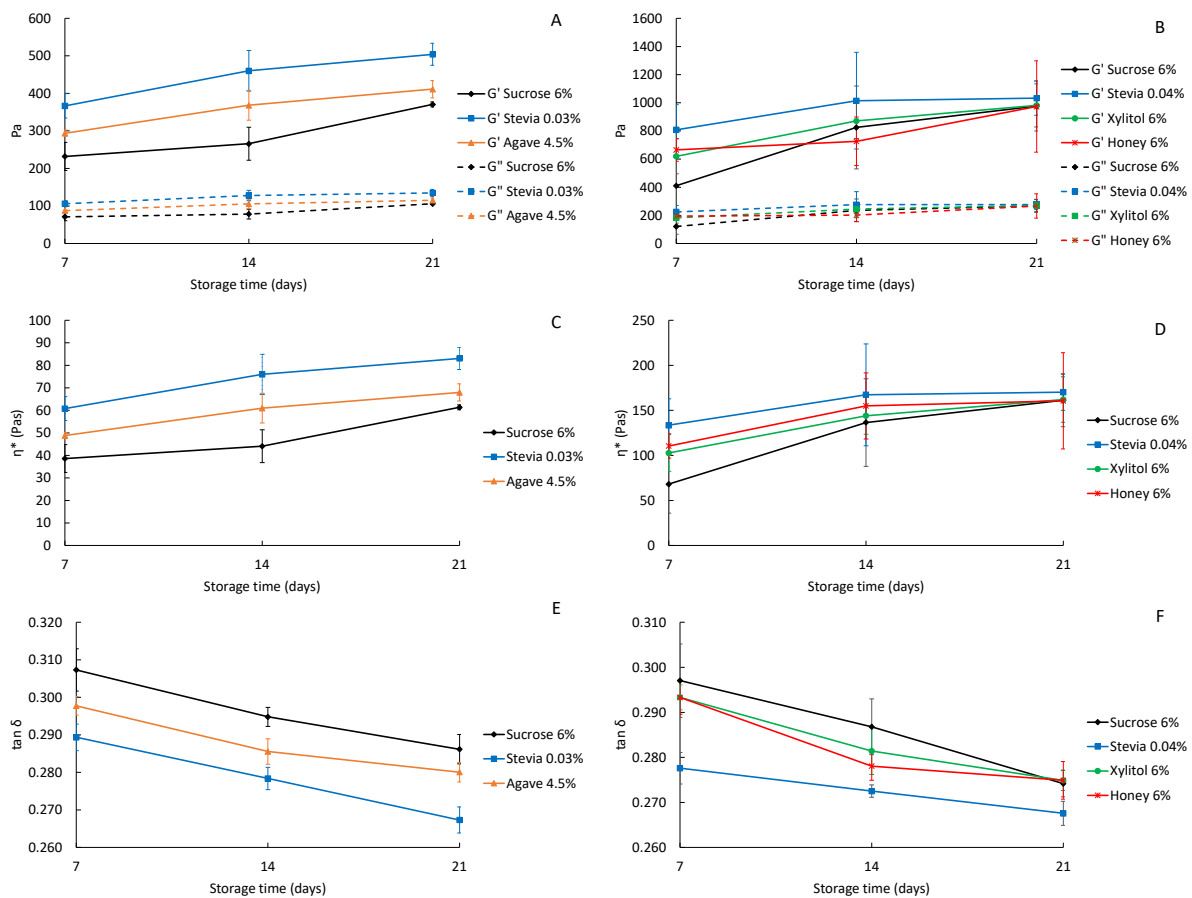 A
600
500
400
300
200
100
0
Pa
7
14
21
Storage time (days)
G' Sucrose 6%
G' Stevia 0.03%
G' Agave 4.5%
G" Sucrose 6%
G" Stevia 0.03%
G" Agave 4.5%
B
1600
1400
1200
1000
800
600
400
200
0
Pa
7
14
21
Storage time (days)
G' Sucrose 6%
G' Stevia 0.04%
G' Xylitol 6%
G' Honey 6%
G" Sucrose 6%
G" Stevia 0.04%
G" Xylitol 6%
G" Honey 6%
C
100
90
80
70
60
50
40
30
20
10
0
η* (Pas)
7
14
21
Storage time (days)
Sucrose 6%
Stevia 0.03%
Agave 4.5%
D
250
200
150
100
50
0
η* (Pas)
7
14
21
Storage time (days)
Sucrose 6%
Stevia 0.04%
Xylitol 6%
Honey 6%
E
0.320
0.310
0.300
0.290
0.280
0.270
0.260
tan δ
7
14
21
Storage time (days)
Sucrose 6%
Stevia 0.03%
Agave 4.5%
F
0.310
0.300
0.290
0.280
0.270
0.260
tan δ
7
14
21
Storage time (days)
Sucrose 6%
Stevia 0.04%
Xylitol 6%
Honey 6%